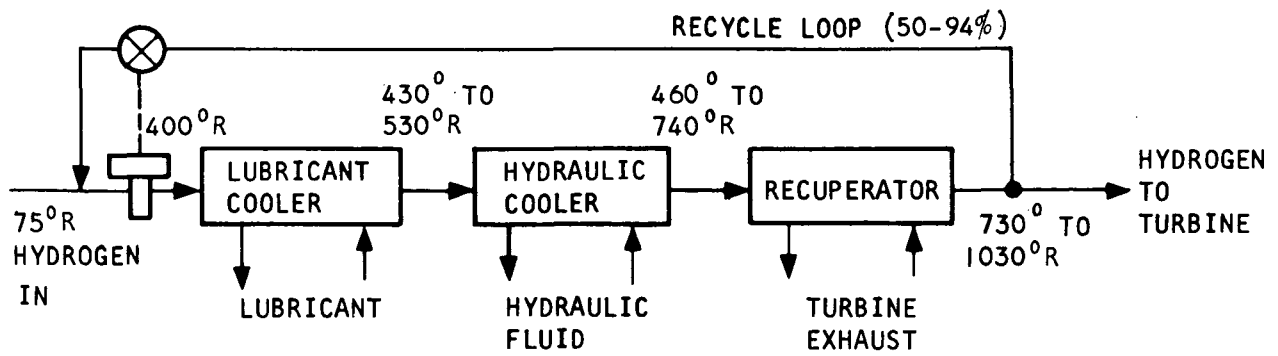 RECYCLE LOOP (50-94%)
400°R
430° TO
530°R
460° TO
740°R
LUBRICANT
COOLER
HYDRAULIC
COOLER
RECUPERATOR
HYDROGEN
TO
TURBINE
75°R
HYDROGEN
IN
730° TO
1030°R
LUBRICANT
HYDRAULIC
FLUID
TURBINE
EXHAUST